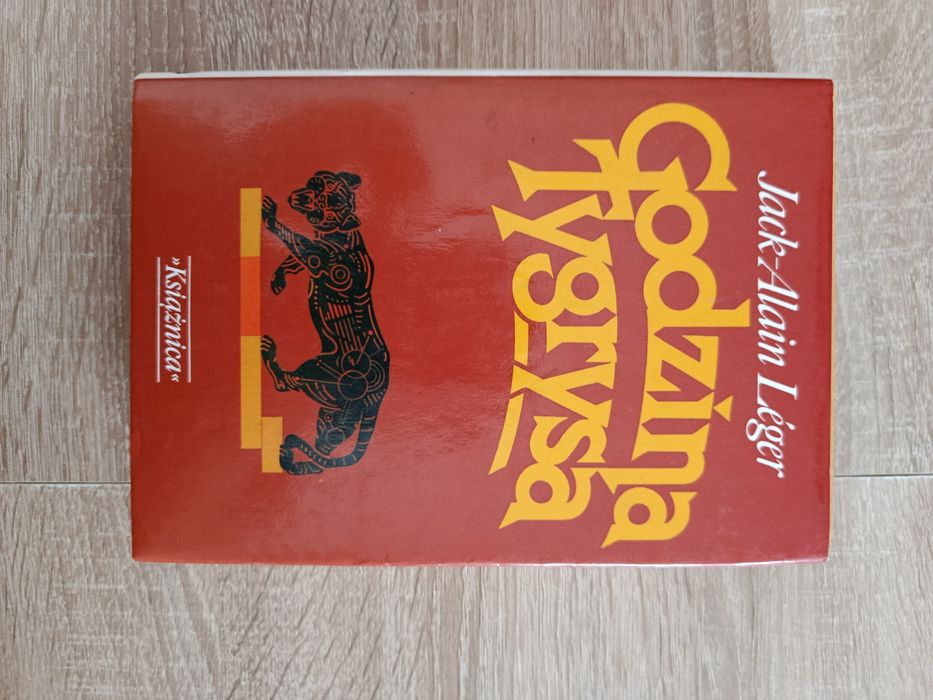 Jack-Alain Léger
Godzina
Tygrysa
»Książnica«